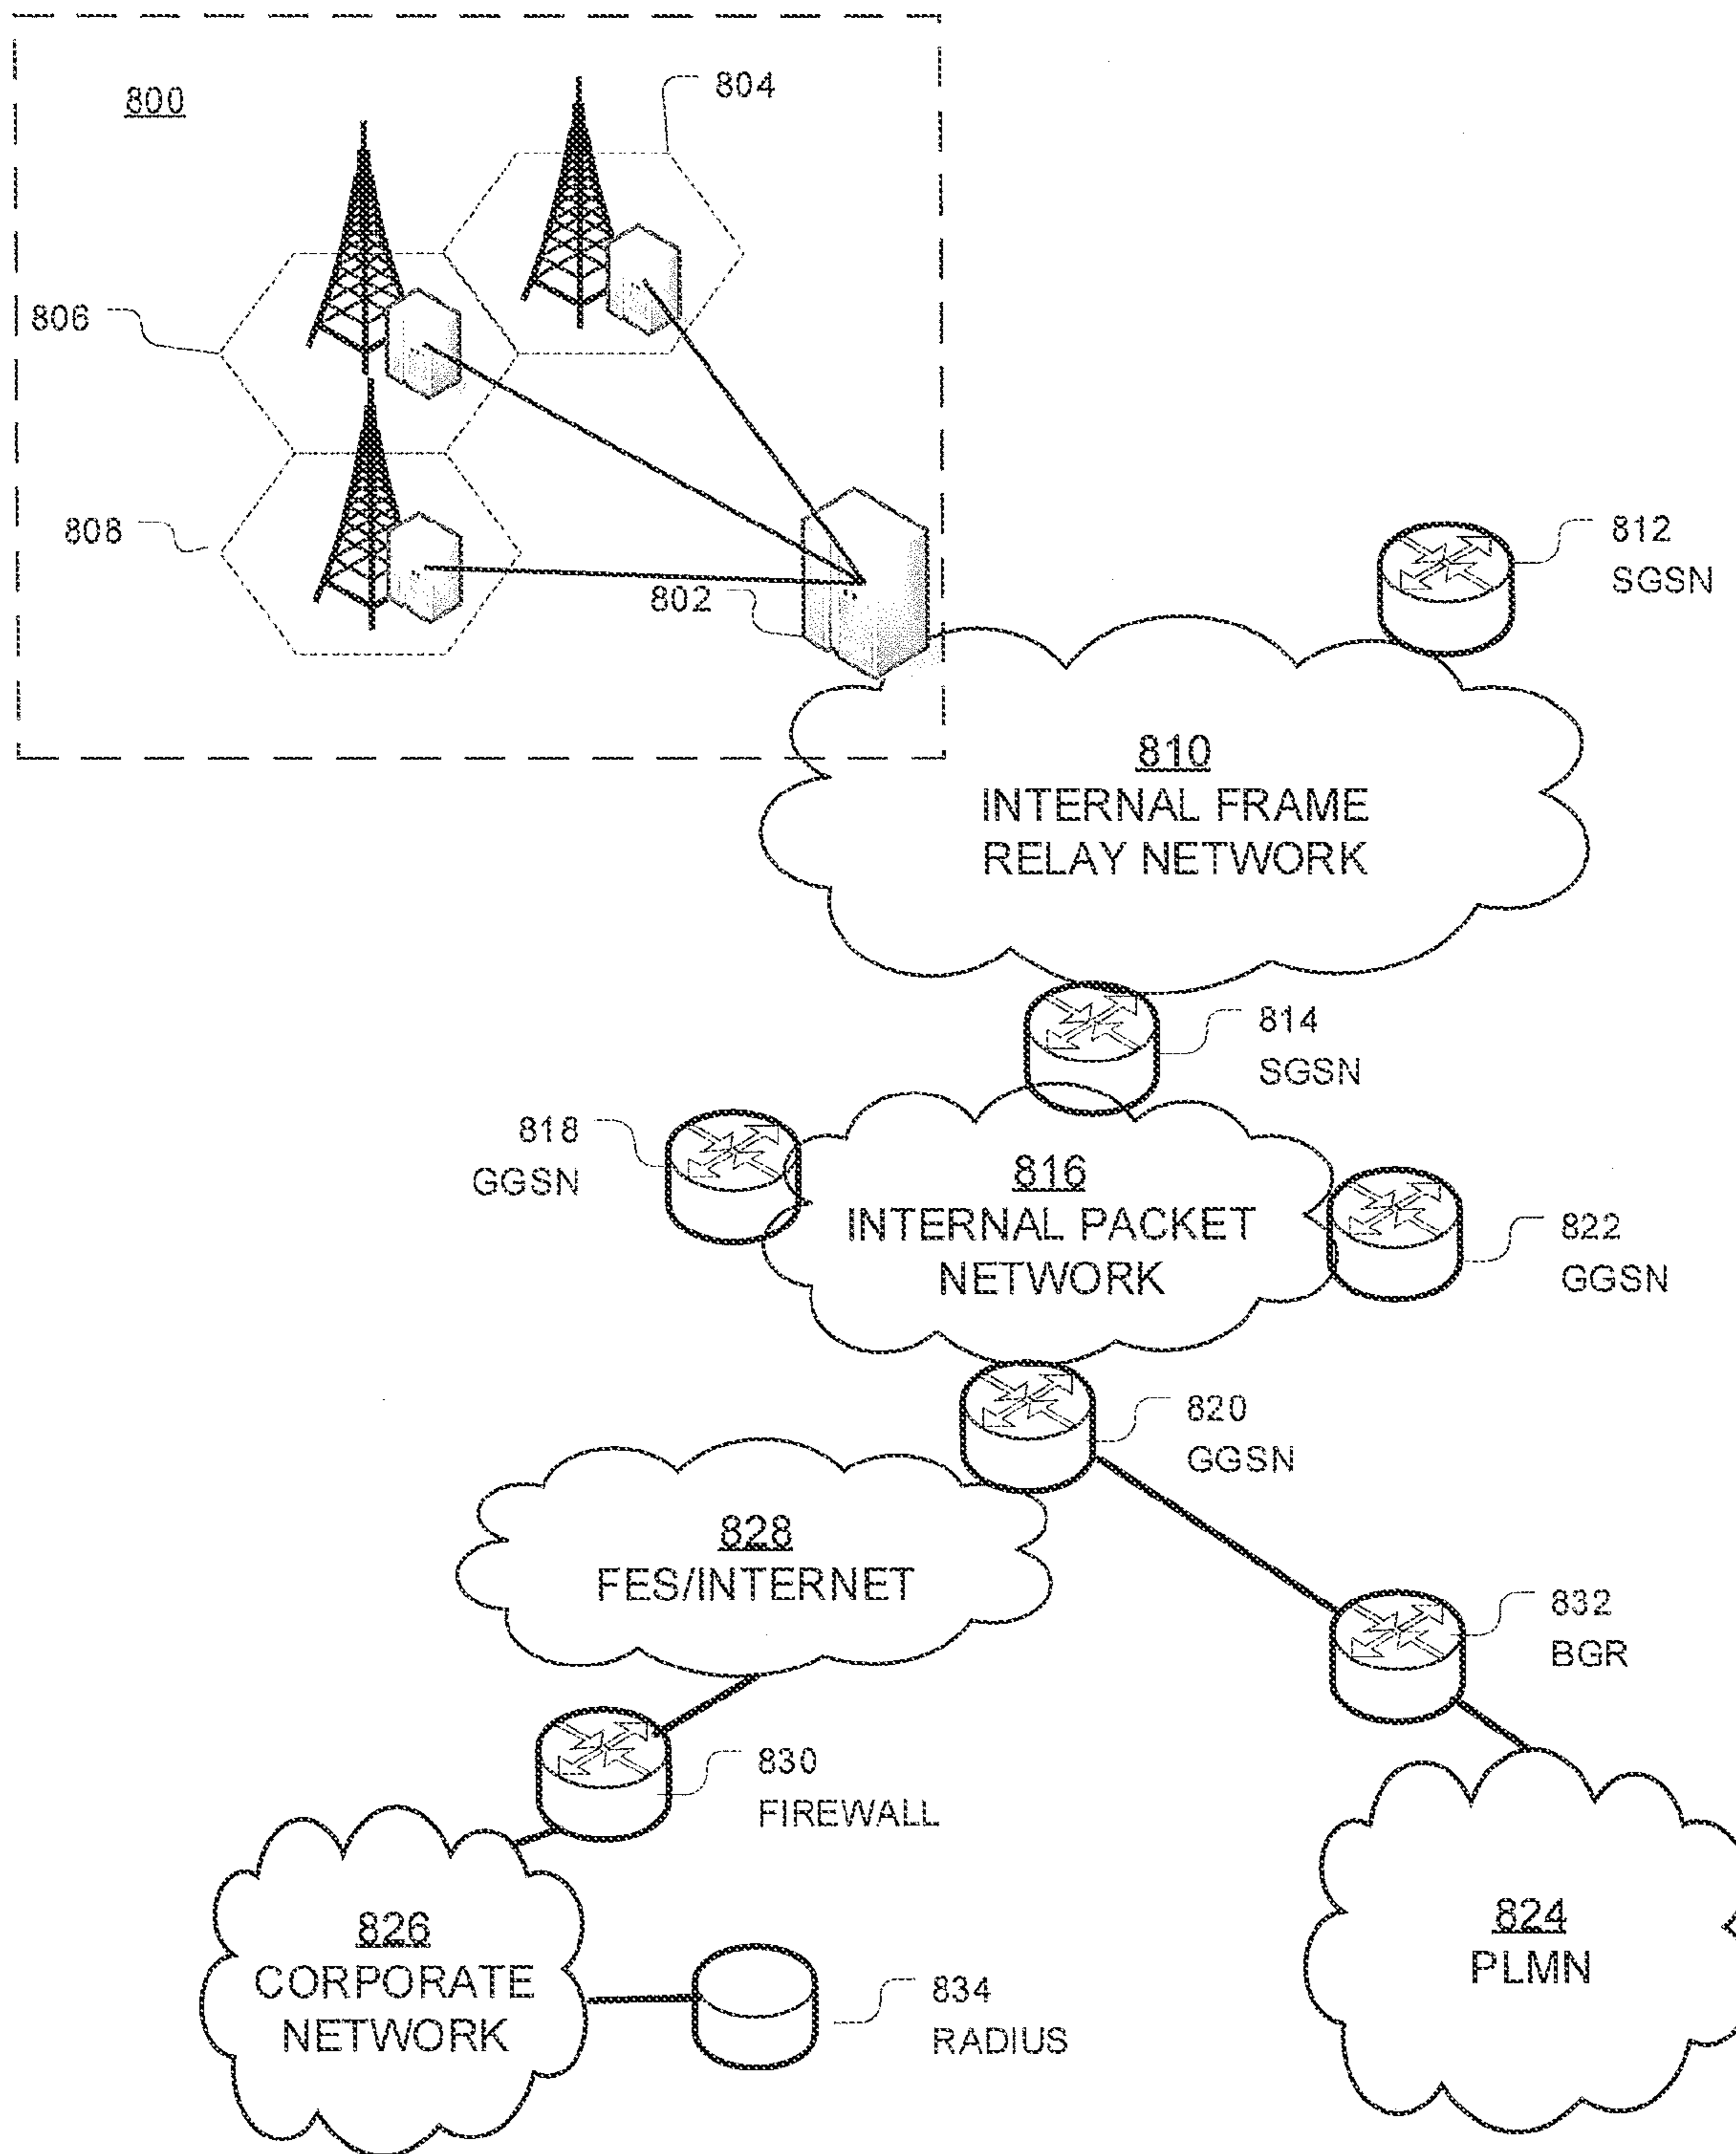 800
804
806
808
802
812
SGSN
810
INTERNAL FRAME
RELAY NETWORK
814
SGSN
818
GGSN
816
INTERNAL PACKET
NETWORK
822
GGSN
820
GGSN
828
FES/INTERNET
832
BGR
830
FIREWALL
826
CORPORATE
NETWORK
834
RADIUS
824
PLMN